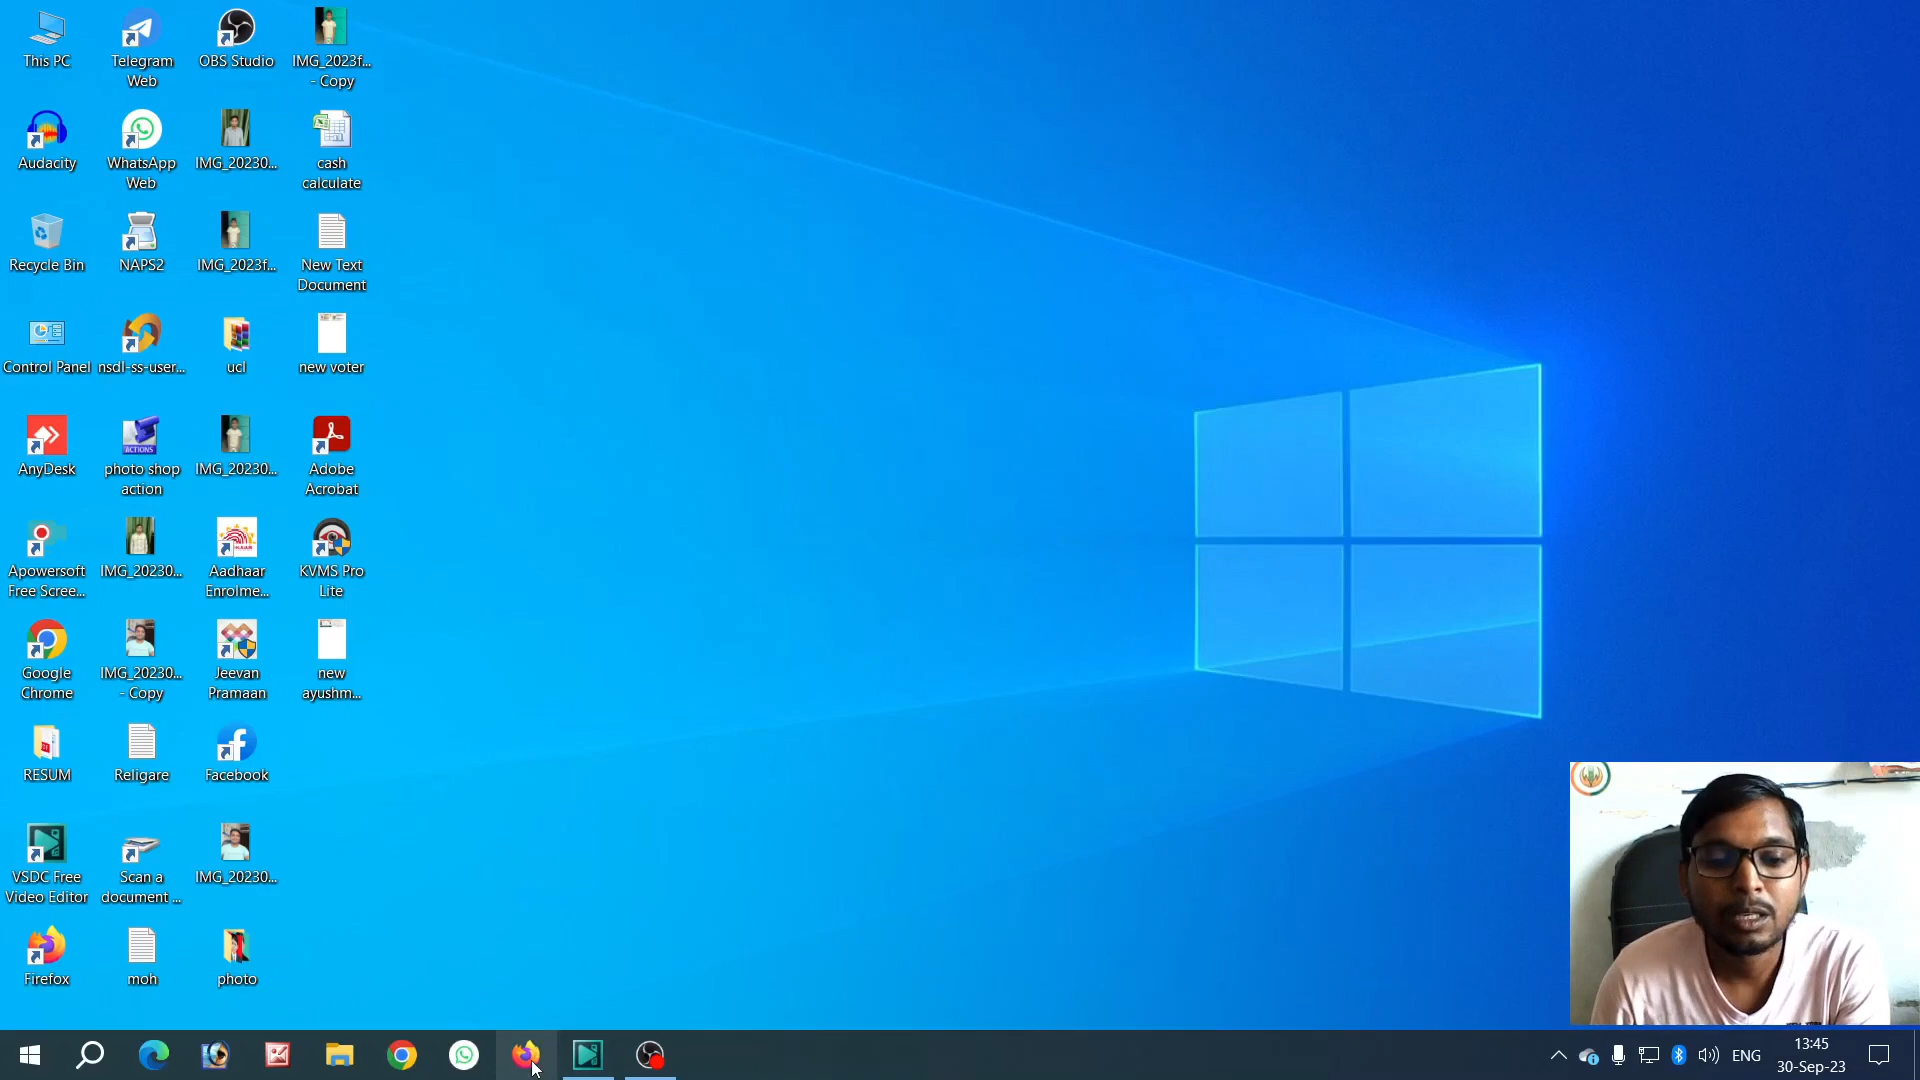 This PC
Telegram
Web
OBS Studio
IMG_2023f...
- Copy
Audacity
WhatsApp
Web
IMG_20230...
cash
calculate
Recycle Bin
NAPS2
IMG_2023f...
New Text
Document
Control Panel
nsdl-ss-user...
ucl
new voter
AnyDesk
photo shop
action
ACTIONS
IMG_20230...
Adobe
Acrobat
Apowersoft
Free Scree...
IMG_20230...
Aadhaar
Enrolme...
KVMS Pro
Lite
Google
Chrome
IMG_20230...
- Copy
Jeevan
Pramaan
new
ayushm...
RESUM
Religare
Facebook
VSDC Free
Video Editor
Scan a
document ...
IMG_20230...
Firefox
moh
photo
ENG
13:45
30-Sep-23